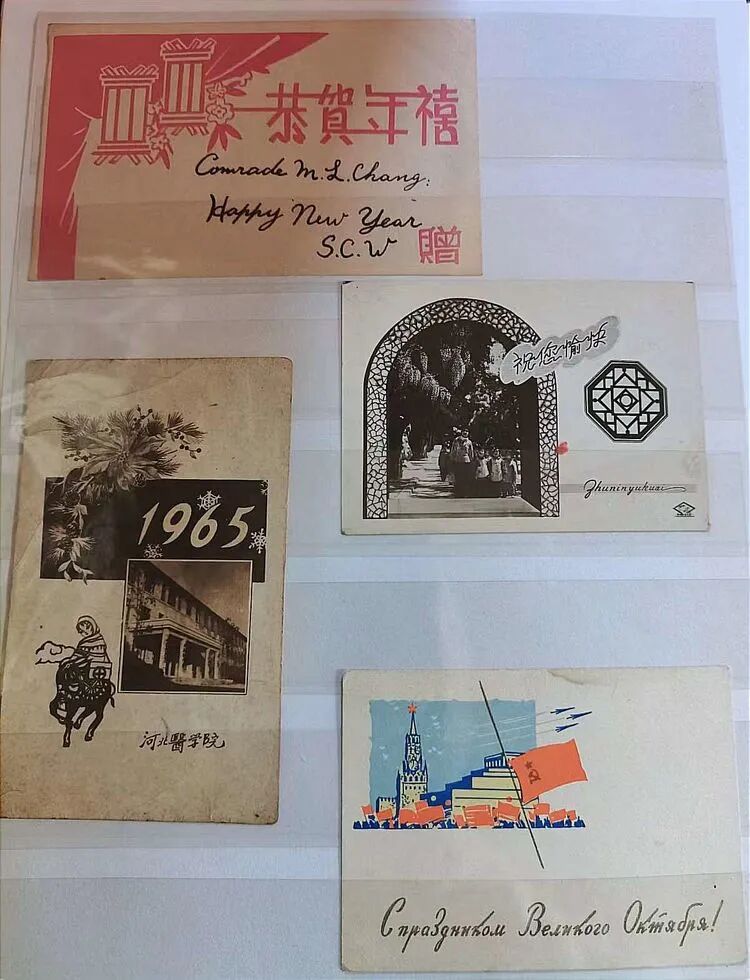 恭賀年禧
Comrade M. L. Chang:
Happy New Year
S.C.W
贈
祝您愉快
Zhuninyukuai
1965
河北醫学院
С праздником Великого Октября!